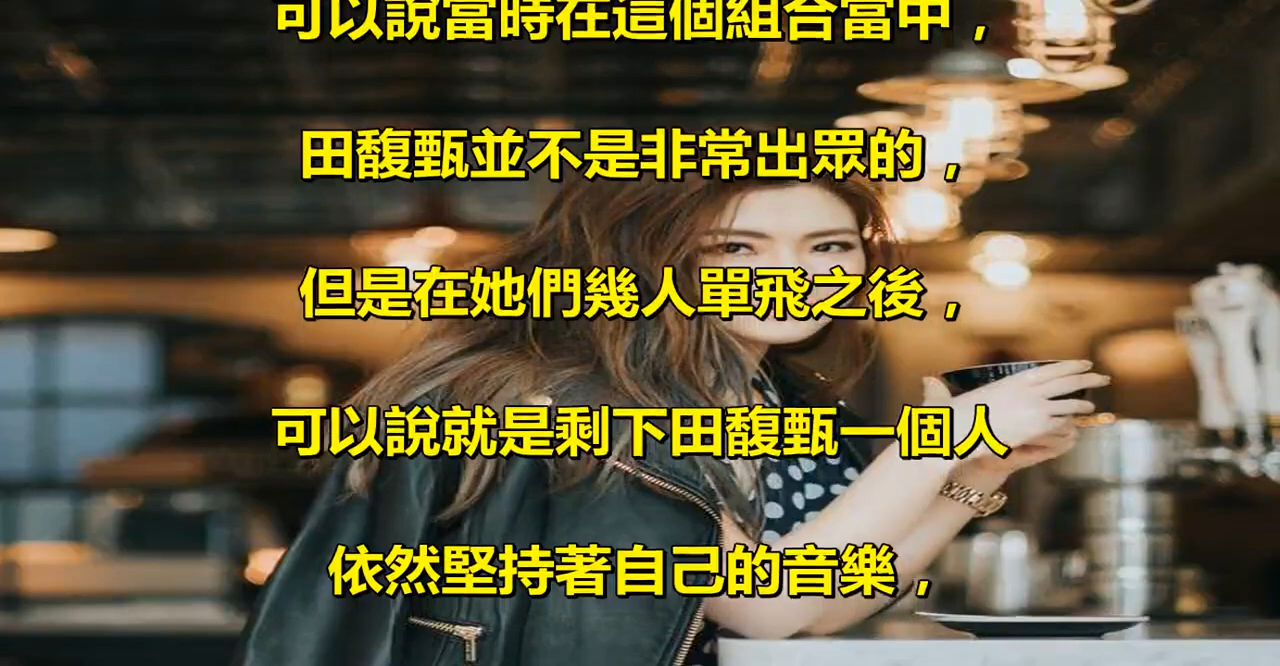 可以說當時在這個組合當中，
田馥甄並不是非常出眾的，
但是在她們幾人單飛之後，
可以說就是剩下田馥甄一個人
依然堅持著自己的音樂，